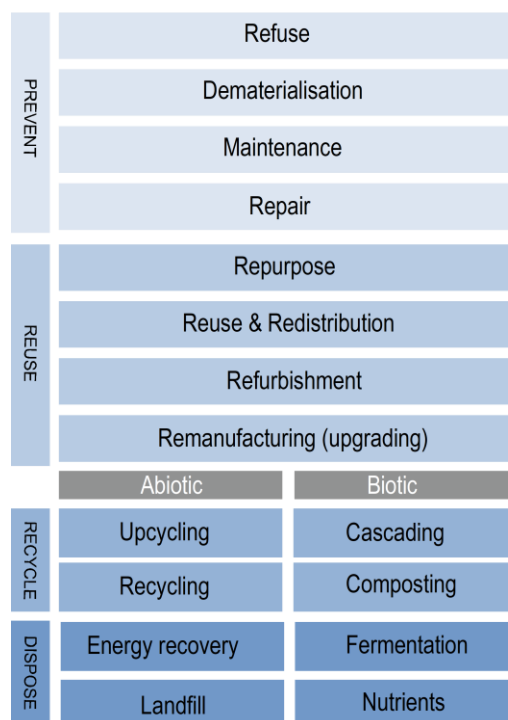 PREVENT
Refuse
Dematerialisation
Maintenance
Repair
REUSE
Repurpose
Reuse & Redistribution
Refurbishment
Remanufacturing (upgrading)
Abiotic
Biotic
RECYCLE
Upcycling
Cascading
Recycling
Composting
DISPOSE
Energy recovery
Fermentation
Landfill
Nutrients